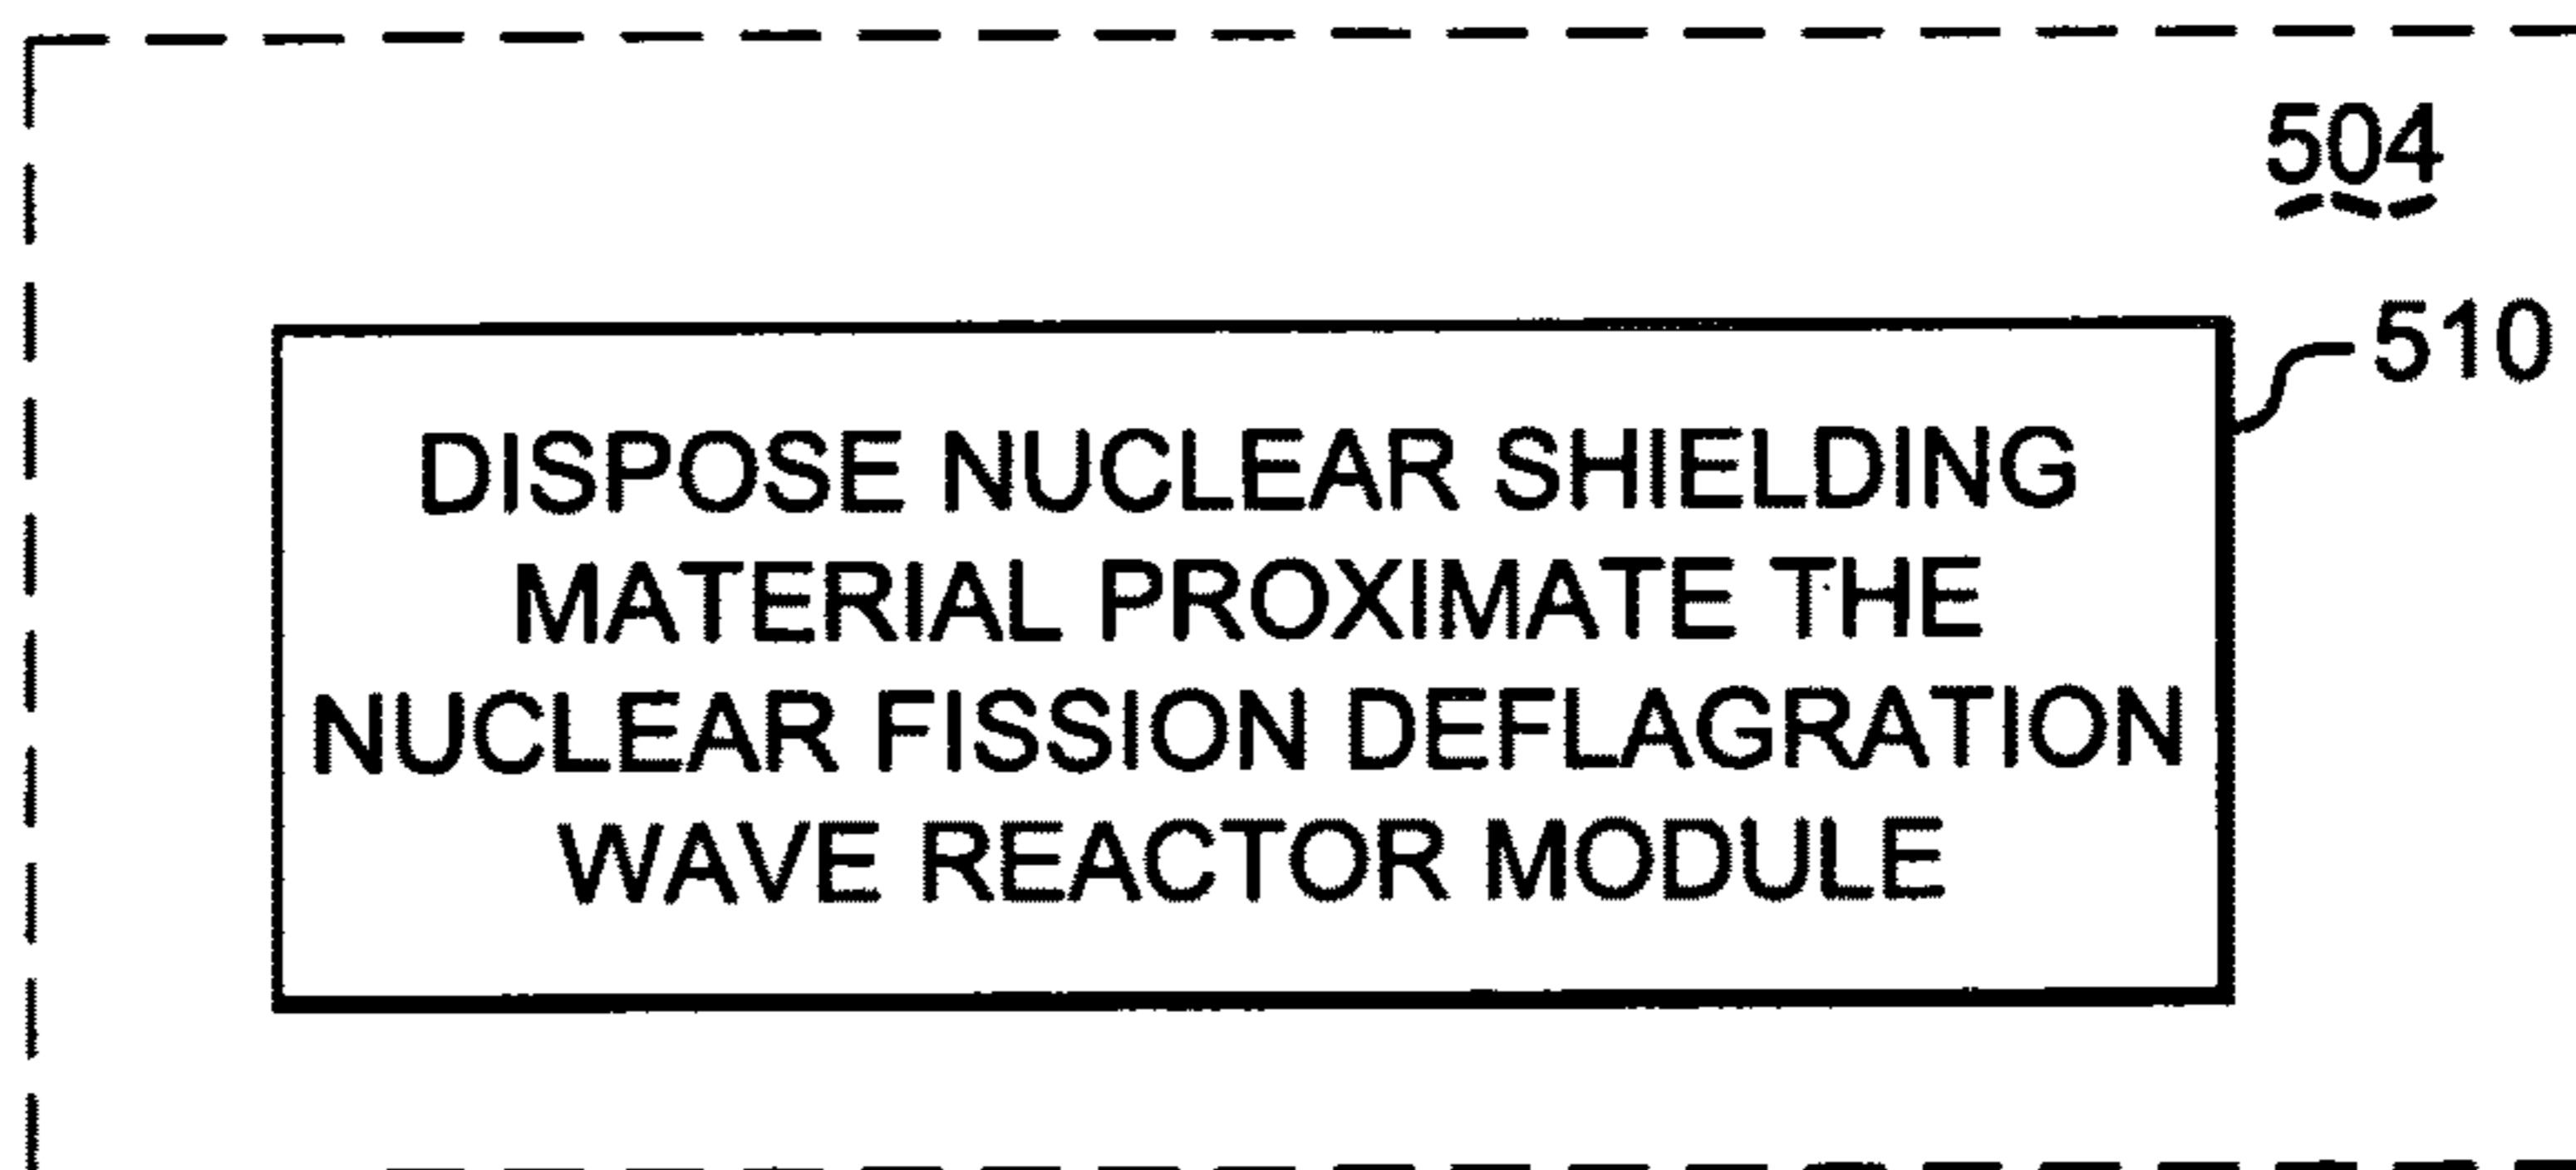 504
510
DISPOSE NUCLEAR SHIELDING
MATERIAL PROXIMATE THE
NUCLEAR FISSION DEFLAGRATION
WAVE REACTOR MODULE